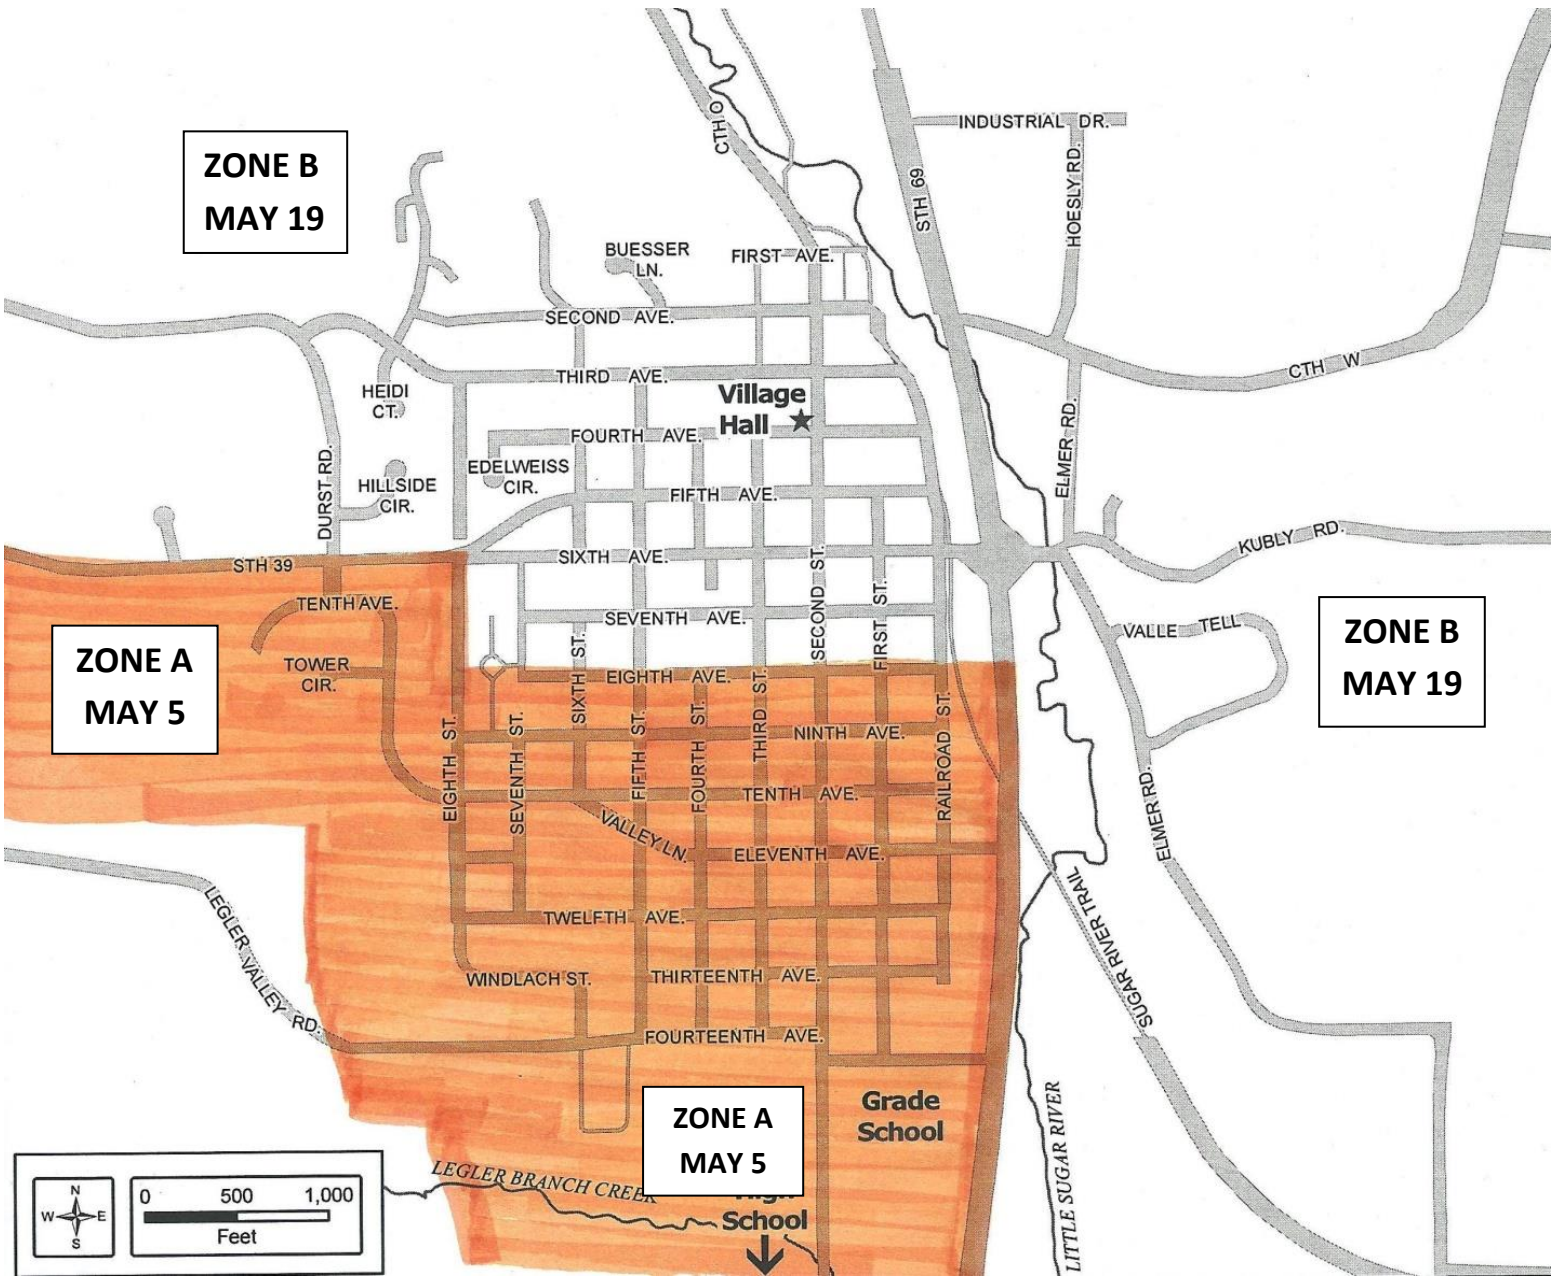 CTH O
INDUSTRIAL DR.
ZONE B
MAY 19
HOESLY RD.
STH 69
BUESSER
LN.
FIRST AVE.
SECOND AVE.
CTH W
THIRD AVE.
HEIDI
CT.
Village
Hall
FOURTH AVE.
ELMER RD.
DURST RD.
EDELWEISS
CIR.
HILLSIDE
CIR.
FIFTH AVE.
KUBLY RD.
STH 39
SIXTH AVE.
SECOND ST.
FIRST ST.
TENTH AVE.
SEVENTH AVE.
VALLE TELL
ZONE B
MAY 19
ZONE A
MAY 5
TOWER
CIR.
SIXTH ST.
EIGHTH AVE.
EIGHTH ST.
SEVENTH ST.
FIFTH ST.
FOURTH ST.
THIRD ST.
NINTH AVE.
RAILROAD ST.
TENTH AVE.
VALLEY LN.
ELEVENTH AVE.
ELMER RD.
LEGLER VALLEY RD.
TWELFTH AVE.
SUGAR RIVER TRAIL
WINDLACH ST.
THIRTEENTH AVE.
FOURTEENTH AVE.
ZONE A
MAY 5
Grade
School
LEGLER BRANCH CREEK
High
School
LITTLE SUGAR RIVER
N
W E
S
0 500 1,000
Feet